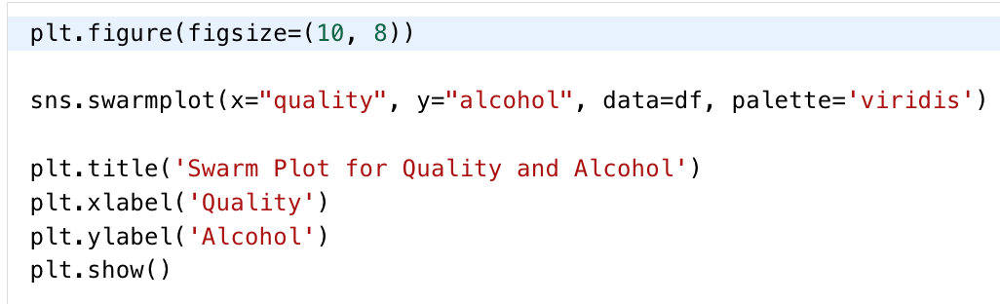 plt.figure(figsize=(10, 8))
sns.swarmplot(x="quality", y="alcohol", data=df, palette='viridis')
plt.title('Swarm Plot for Quality and Alcohol')
plt.xlabel('Quality')
plt.ylabel('Alcohol')
plt.show()